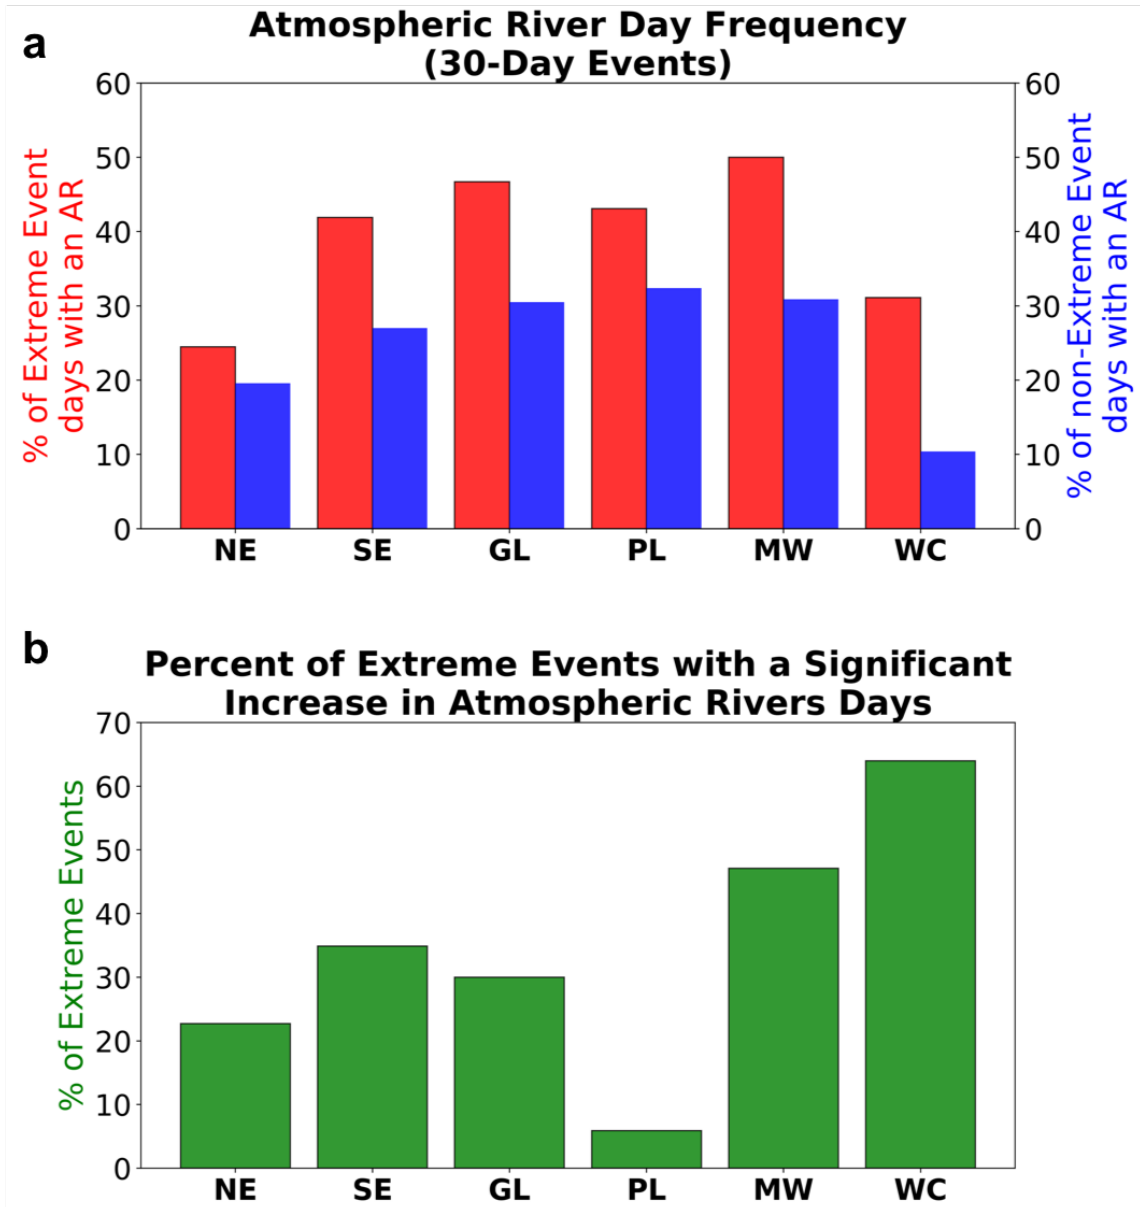 a
Atmospheric River Day Frequency
(30-Day Events)
% of Extreme Event
days with an AR
60
50
40
30
20
10
0
60
50
40
30
20
10
0
% of non-Extreme Event
days with an AR
NE SE GL PL MW WC
b
Percent of Extreme Events with a Significant
Increase in Atmospheric Rivers Days
% of Extreme Events
70
60
50
40
30
20
10
0
NE SE GL PL MW WC